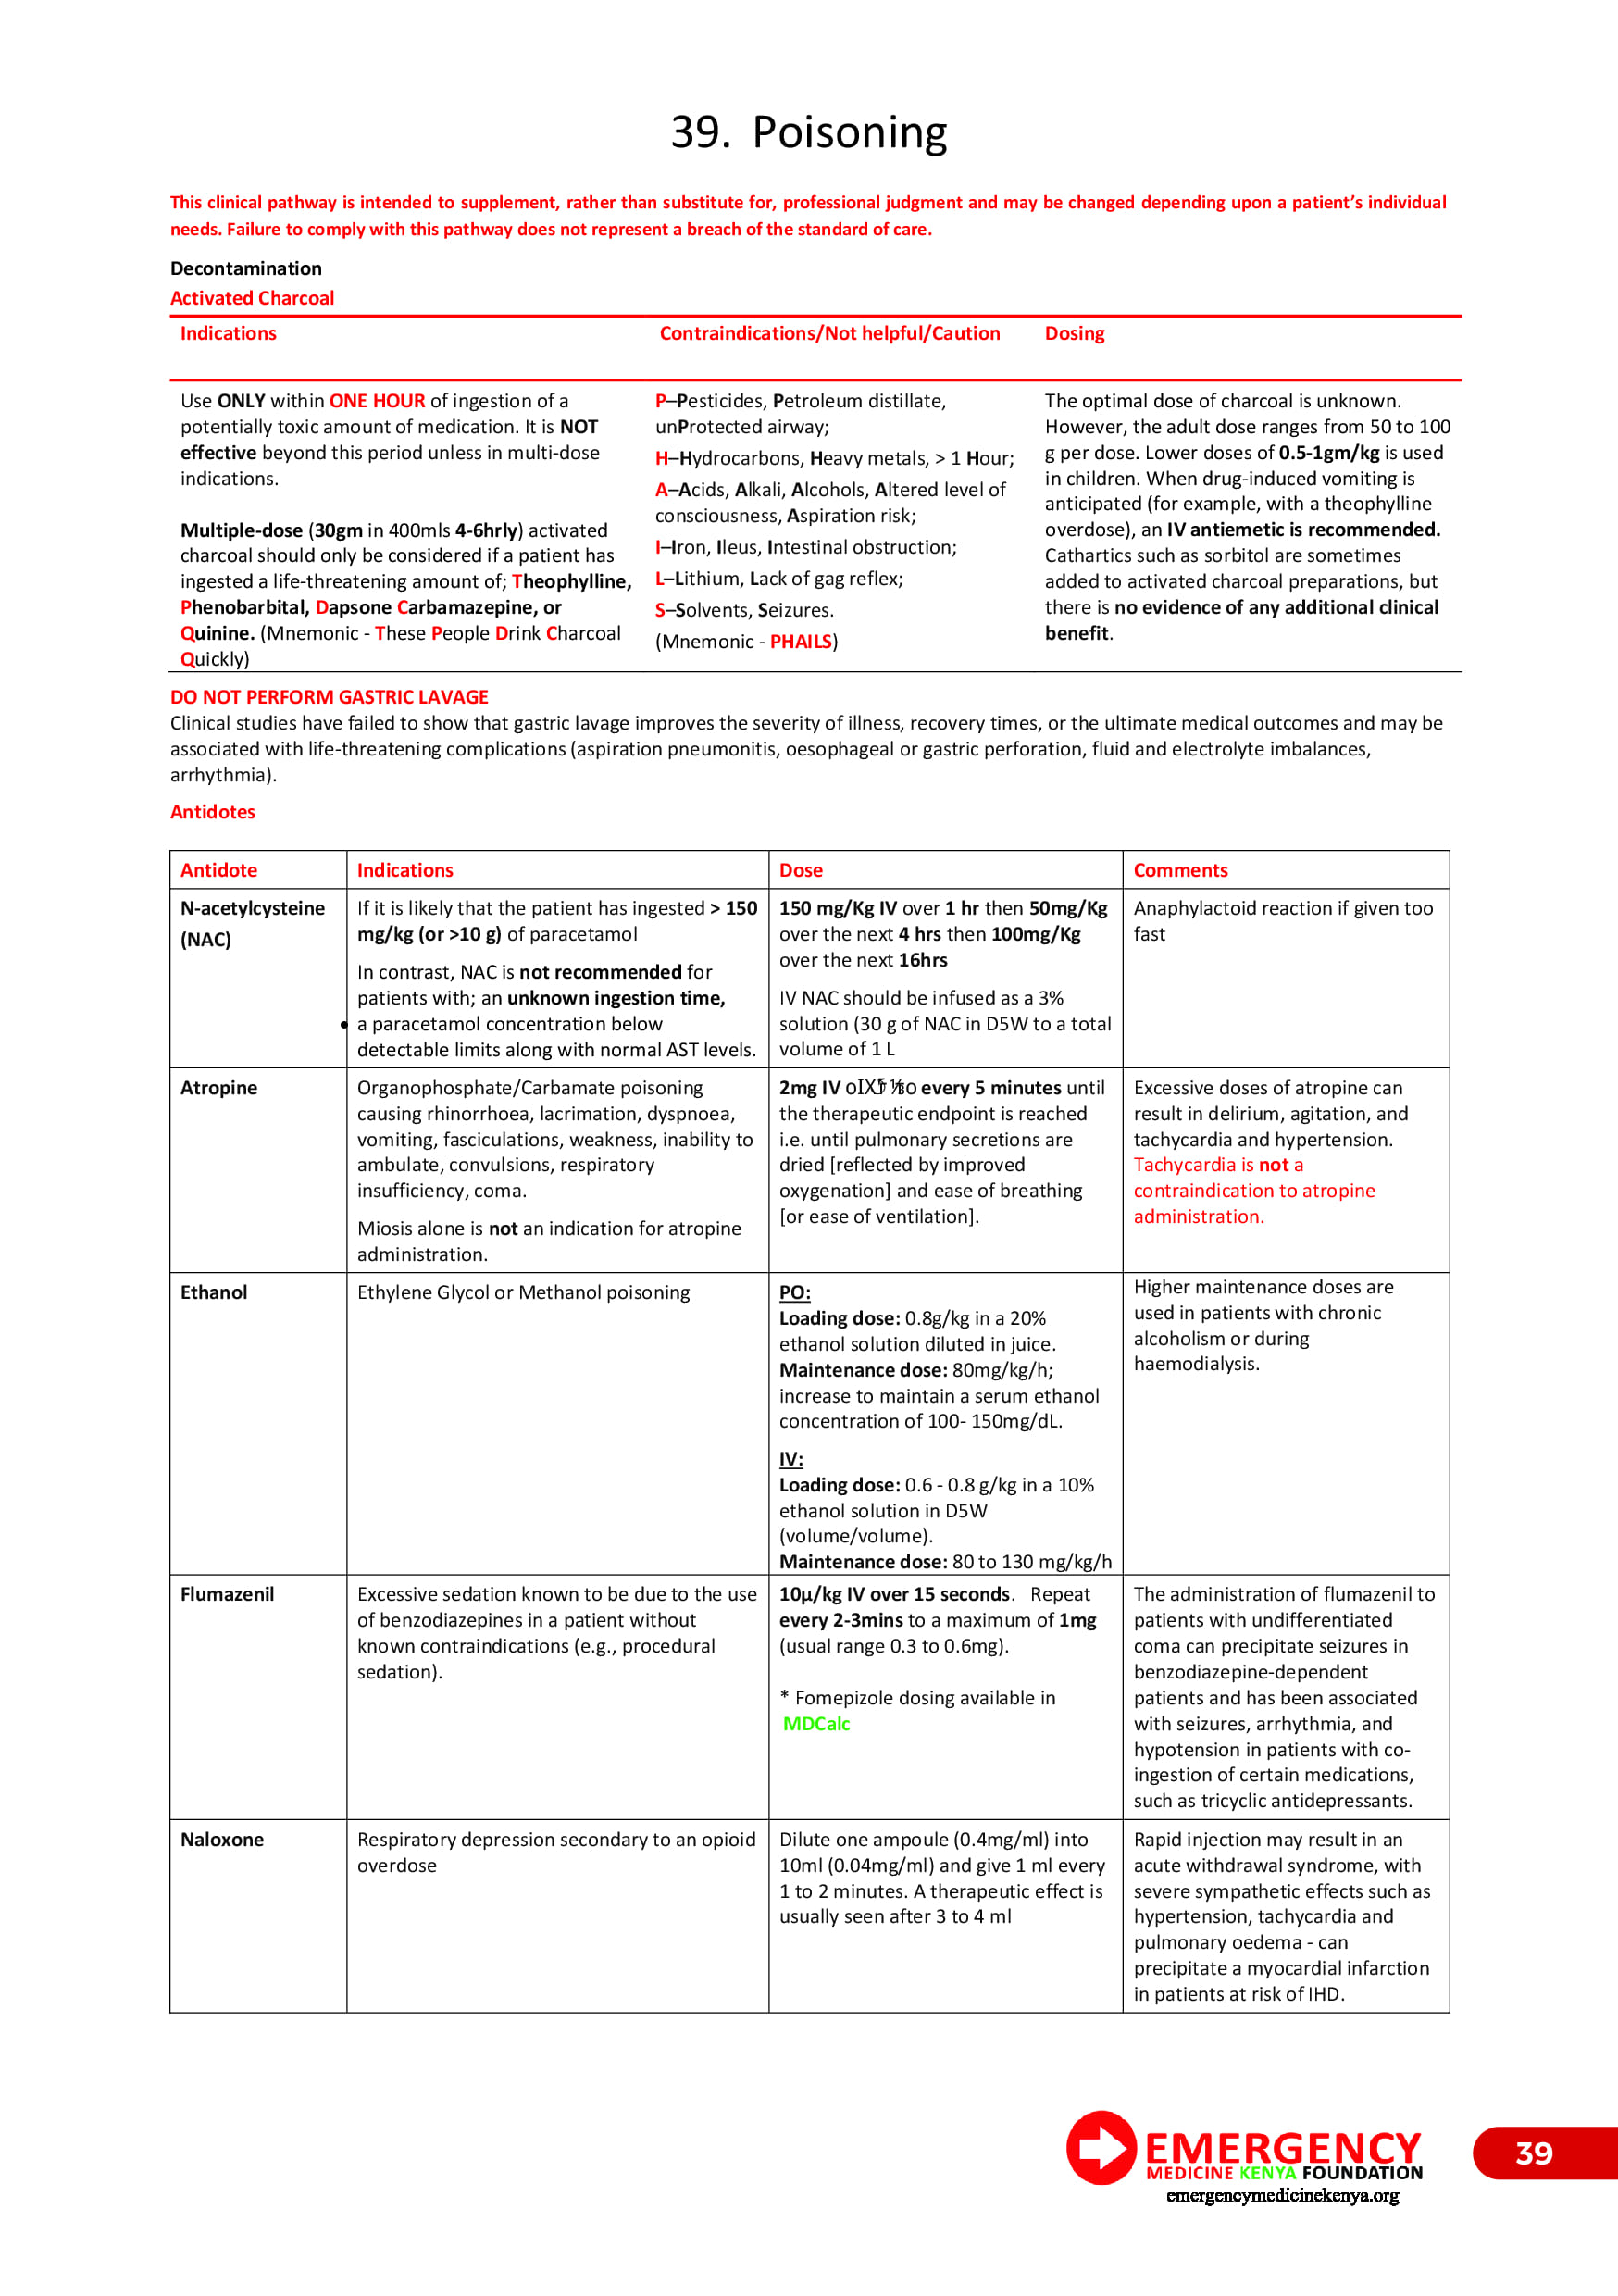 39. Poisoning
This clinical pathway is intended to supplement, rather than substitute for, professional judgment and may be changed depending upon a patient's individual
needs. Failure to comply with this pathway does not represent a breach of the standard of care.
Decontamination
Activated Charcoal
Indications
Use ONLY within ONE HOUR of ingestion of a
potentially toxic amount of medication. It is NOT
effective beyond this period unless in multi-dose
indications.
Multiple-dose (30gm in 400mls 4-6hrly) activated
charcoal should only be considered if a patient has
ingested a life-threatening amount of; Theophylline,
Phenobarbital, Dapsone Carbamazepine, or
Quinine. (Mnemonic - These People Drink Charcoal
Quickly)
Contraindications/Not helpful/Caution
P–Pesticides, Petroleum distillate,
unProtected airway;
H–Hydrocarbons, Heavy metals, > 1 Hour;
A–Acids, Alkali, Alcohols, Altered level of
consciousness, Aspiration risk;
I–Iron, Ileus, Intestinal obstruction;
L–Lithium, Lack of gag reflex;
S–Solvents, Seizures.
(Mnemonic - PHAILS)
Dosing
The optimal dose of charcoal is unknown.
However, the adult dose ranges from 50 to 100
g per dose. Lower doses of 0.5-1gm/kg is used
in children. When drug-induced vomiting is
anticipated (for example, with a theophylline
overdose), an IV antiemetic is recommended.
Cathartics such as sorbitol are sometimes
added to activated charcoal preparations, but
there is no evidence of any additional clinical
benefit.
DO NOT PERFORM GASTRIC LAVAGE
Clinical studies have failed to show that gastric lavage improves the severity of illness, recovery times, or the ultimate medical outcomes and may be
associated with life-threatening complications (aspiration pneumonitis, oesophageal or gastric perforation, fluid and electrolyte imbalances,
arrhythmia).
Antidotes
Antidote
Indications
Dose
Comments
N-acetylcysteine
(NAC)
If it is likely that the patient has ingested > 150
mg/kg (or >10 g) of paracetamol
In contrast, NAC is not recommended for
patients with; an unknown ingestion time,
• a paracetamol concentration below
detectable limits along with normal AST levels.
150 mg/Kg IV over 1 hr then 50mg/Kg
over the next 4 hrs then 100mg/Kg
over the next 16hrs
IV NAC should be infused as a 3%
solution (30 g of NAC in D5W to a total
volume of 1 L
Anaphylactoid reaction if given too
fast
Atropine
Organophosphate/Carbamate poisoning
causing rhinorrhoea, lacrimation, dyspnoea,
vomiting, fasciculations, weakness, inability to
ambulate, convulsions, respiratory
insufficiency, coma.
Miosis alone is not an indication for atropine
administration.
2mg IV every 5 minutes until
the therapeutic endpoint is reached
i.e. until pulmonary secretions are
dried [reflected by improved
oxygenation] and ease of breathing
[or ease of ventilation].
Excessive doses of atropine can
result in delirium, agitation, and
tachycardia and hypertension.
Tachycardia is not a
contraindication to atropine
administration.
Ethanol
Ethylene Glycol or Methanol poisoning
PO:
Loading dose: 0.8g/kg in a 20%
ethanol solution diluted in juice.
Maintenance dose: 80mg/kg/h;
increase to maintain a serum ethanol
concentration of 100- 150mg/dL.
IV:
Loading dose: 0.6 - 0.8 g/kg in a 10%
ethanol solution in D5W
(volume/volume).
Maintenance dose: 80 to 130 mg/kg/h
Higher maintenance doses are
used in patients with chronic
alcoholism or during
haemodialysis.
Flumazenil
Excessive sedation known to be due to the use
of benzodiazepines in a patient without
known contraindications (e.g., procedural
sedation).
10µ/kg IV over 15 seconds. Repeat
every 2-3mins to a maximum of 1mg
(usual range 0.3 to 0.6mg).
* Fomepizole dosing available in
MDCalc
The administration of flumazenil to
patients with undifferentiated
coma can precipitate seizures in
benzodiazepine-dependent
patients and has been associated
with seizures, arrhythmia, and
hypotension in patients with co-
ingestion of certain medications,
such as tricyclic antidepressants.
Naloxone
Respiratory depression secondary to an opioid
overdose
Dilute one ampoule (0.4mg/ml) into
10ml (0.04mg/ml) and give 1 ml every
1 to 2 minutes. A therapeutic effect is
usually seen after 3 to 4 ml
Rapid injection may result in an
acute withdrawal syndrome, with
severe sympathetic effects such as
hypertension, tachycardia and
pulmonary oedema - can
precipitate a myocardial infarction
in patients at risk of IHD.
EMERGENCY
MEDICINE KENYA FOUNDATION
emergencymedicinekenya.org
39